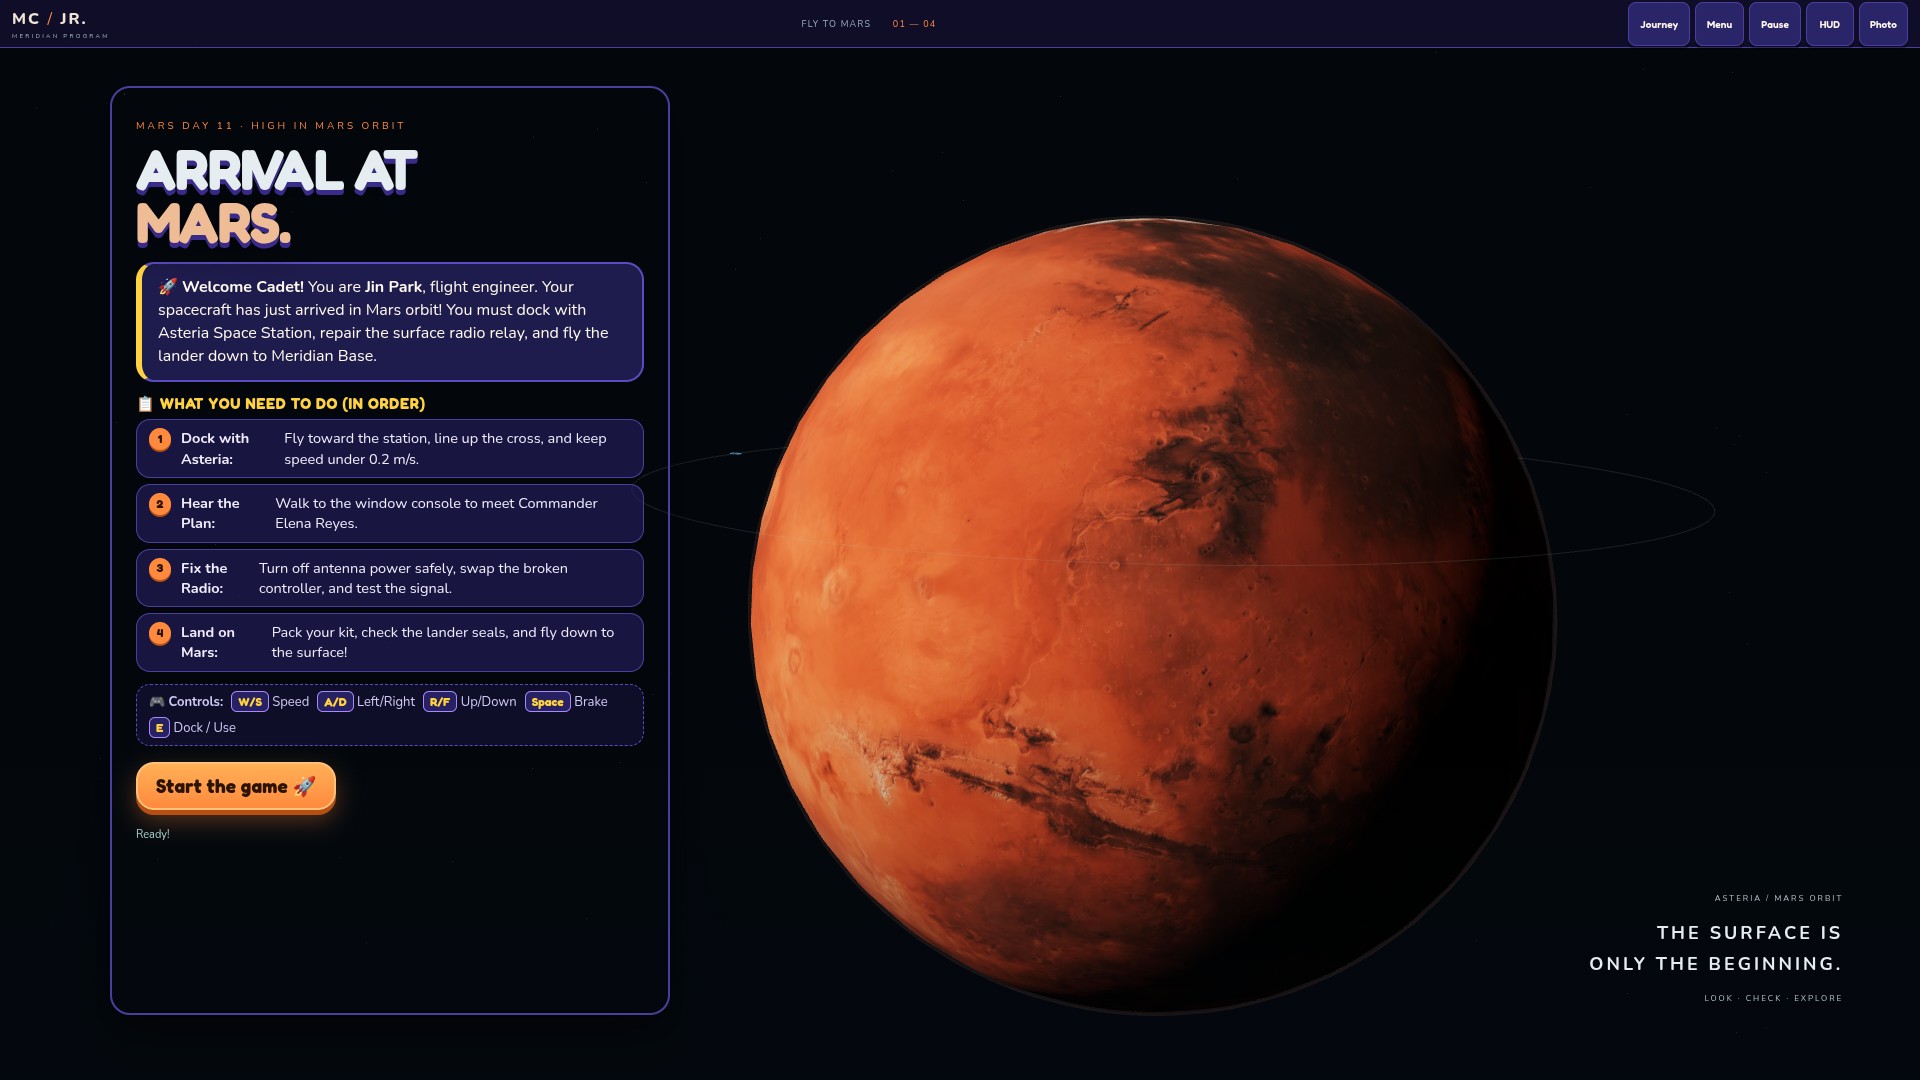 MC / JR.
MERIDIAN PROGRAM
FLY TO MARS 01 — 04
Journey Menu Pause HUD Photo
MARS DAY 11 · HIGH IN MARS ORBIT
ARRIVAL AT
MARS.
🚀 Welcome Cadet! You are Jin Park, flight engineer. Your
spacecraft has just arrived in Mars orbit! You must dock with
Asteria Space Station, repair the surface radio relay, and fly the
lander down to Meridian Base.
📋 WHAT YOU NEED TO DO (IN ORDER)
1 Dock with Asteria: Fly toward the station, line up the cross, and keep
speed under 0.2 m/s.
2 Hear the Plan: Walk to the window console to meet Commander
Elena Reyes.
3 Fix the Radio: Turn off antenna power safely, swap the broken
controller, and test the signal.
4 Land on Mars: Pack your kit, check the lander seals, and fly down to
the surface!
🎮 Controls: W/S Speed A/D Left/Right R/F Up/Down Space Brake
E Dock / Use
Start the game 🚀
Ready!
ASTERIA / MARS ORBIT
THE SURFACE IS
ONLY THE BEGINNING.
LOOK · CHECK · EXPLORE